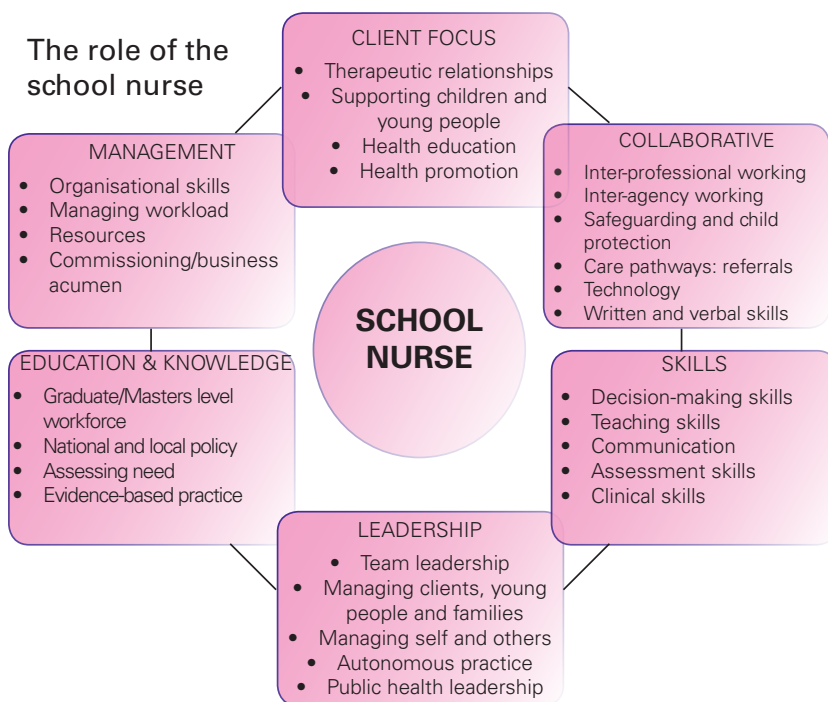 The role of the
school nurse
CLIENT FOCUS
• Therapeutic relationships
• Supporting children and
young people
• Health education
• Health promotion
MANAGEMENT
• Organisational skills
• Managing workload
• Resources
• Commissioning/business
acumen
COLLABORATIVE
• Inter-professional working
• Inter-agency working
• Safeguarding and child
protection
• Care pathways: referrals
• Technology
• Written and verbal skills
SCHOOL
NURSE
EDUCATION & KNOWLEDGE
• Graduate/Masters level
workforce
• National and local policy
• Assessing need
• Evidence-based practice
SKILLS
• Decision-making skills
• Teaching skills
• Communication
• Assessment skills
• Clinical skills
LEADERSHIP
• Team leadership
• Managing clients, young
people and families
• Managing self and others
• Autonomous practice
• Public health leadership